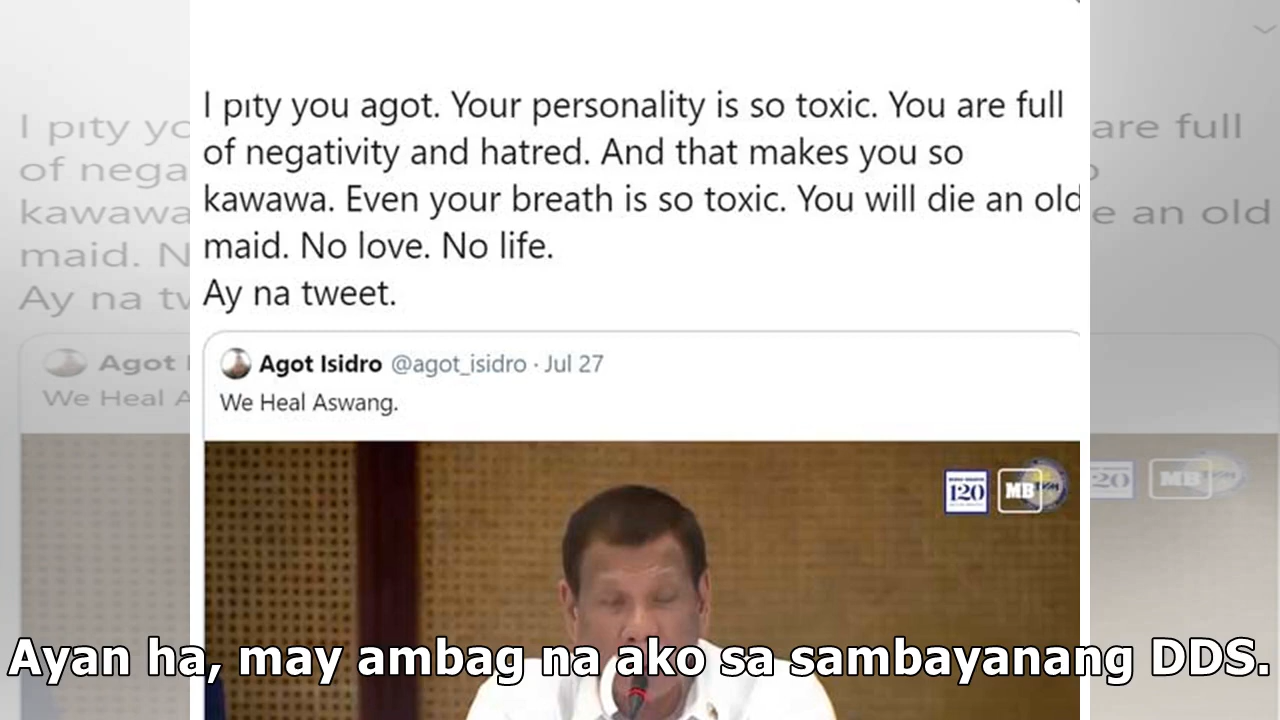 I pity you agot. Your personality is so toxic. You are full
of negativity and hatred. And that makes you so
kawawa. Even your breath is so toxic. You will die an old
maid. No love. No life.
Ay na tweet.
Agot Isidro @agot_isidro · Jul 27
We Heal Aswang.
120
MB
Ayan ha, may ambag na ako sa sambayanang DDS.